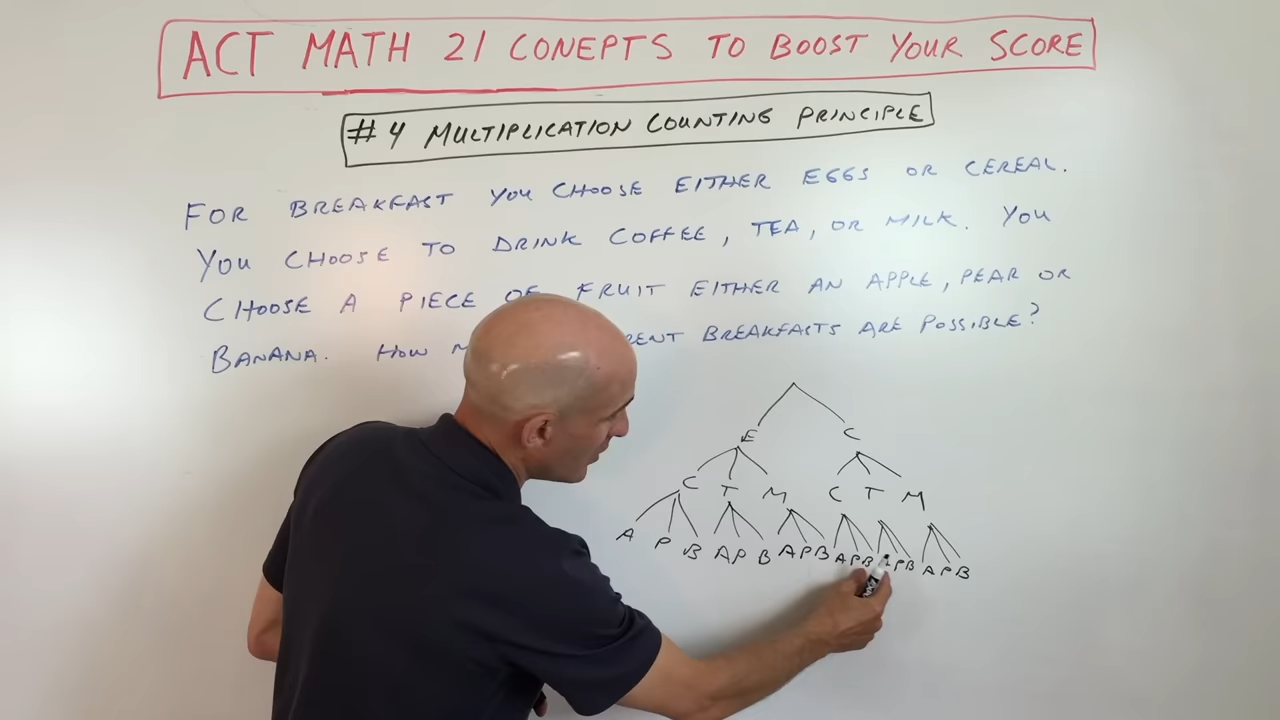 ACT MATH 21 CONEPTS TO BOOST YOUR SCORE
#4 MULTIPLICATION COUNTING PRINCIPLE
FOR BREAKFAST YOU CHOOSE EITHER EGGS OR CEREAL.
YOU CHOOSE TO DRINK COFFEE, TEA, OR MILK. YOU
CHOOSE A PIECE OF FRUIT EITHER AN APPLE, PEAR OR
BANANA. HOW BREAKFASTS ARE POSSIBLE?
E C
C T M C T M
A P B A P B A P B A P B A P B A P B